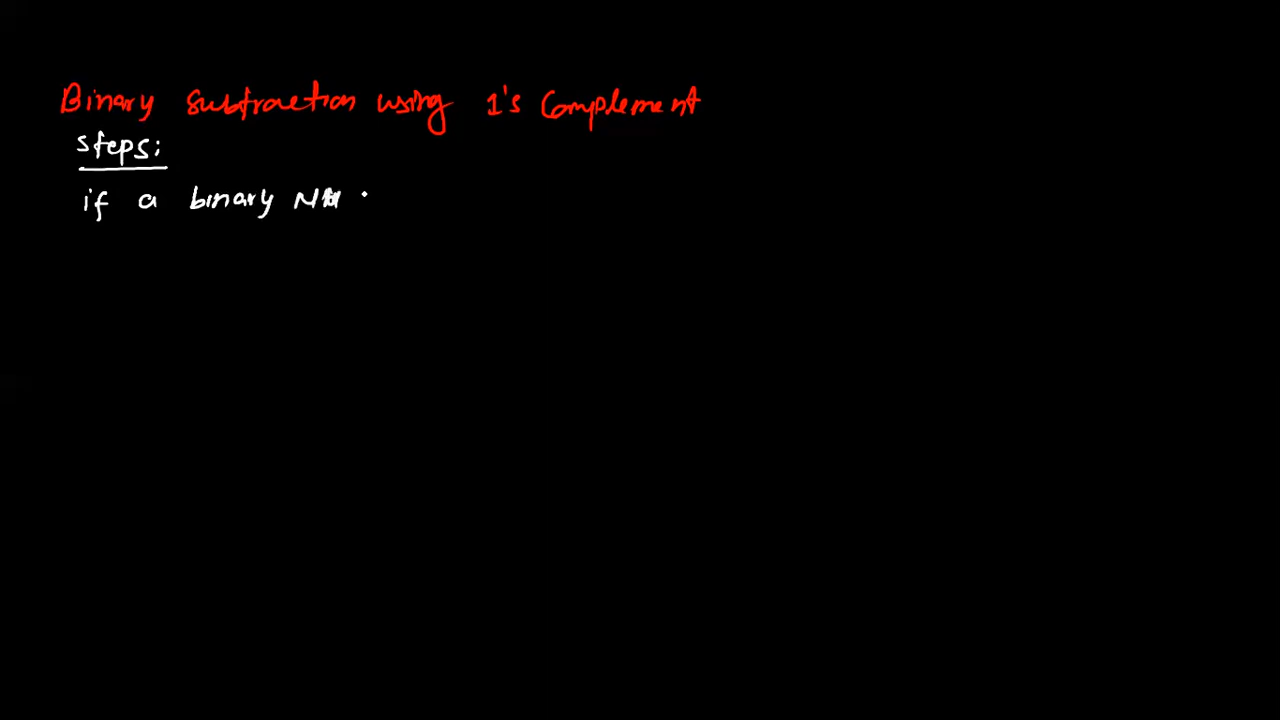 Binary subtraction using 1's complement
steps:
if a binary